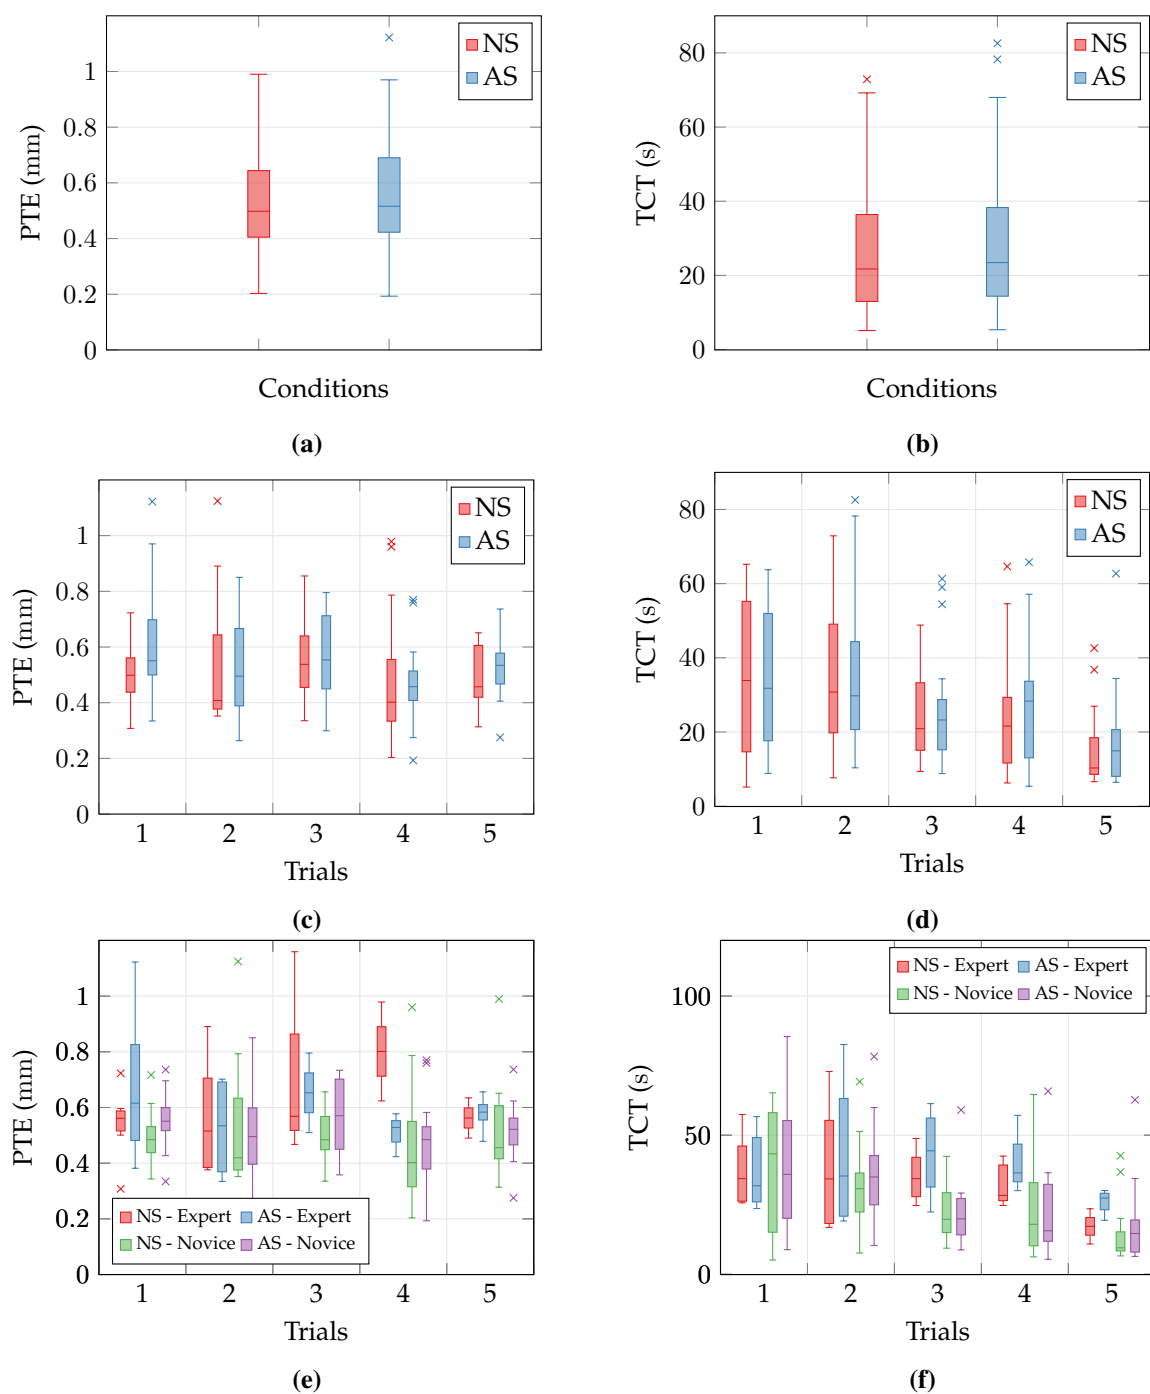 1
0.8
0.6
0.4
0.2
0
PTE (mm)
NS
AS
Conditions
(a)
80
60
40
20
0
TCT (s)
NS
AS
Conditions
(b)
1
0.8
0.6
0.4
0.2
0
PTE (mm)
NS
AS
1 2 3 4 5
Trials
(c)
80
60
40
20
0
TCT (s)
NS
AS
1 2 3 4 5
Trials
(d)
1
0.8
0.6
0.4
0.2
0
PTE (mm)
NS - Expert AS - Expert
NS - Novice AS - Novice
1 2 3 4 5
Trials
(e)
100
50
0
TCT (s)
NS - Expert AS - Expert
NS - Novice AS - Novice
1 2 3 4 5
Trials
(f)